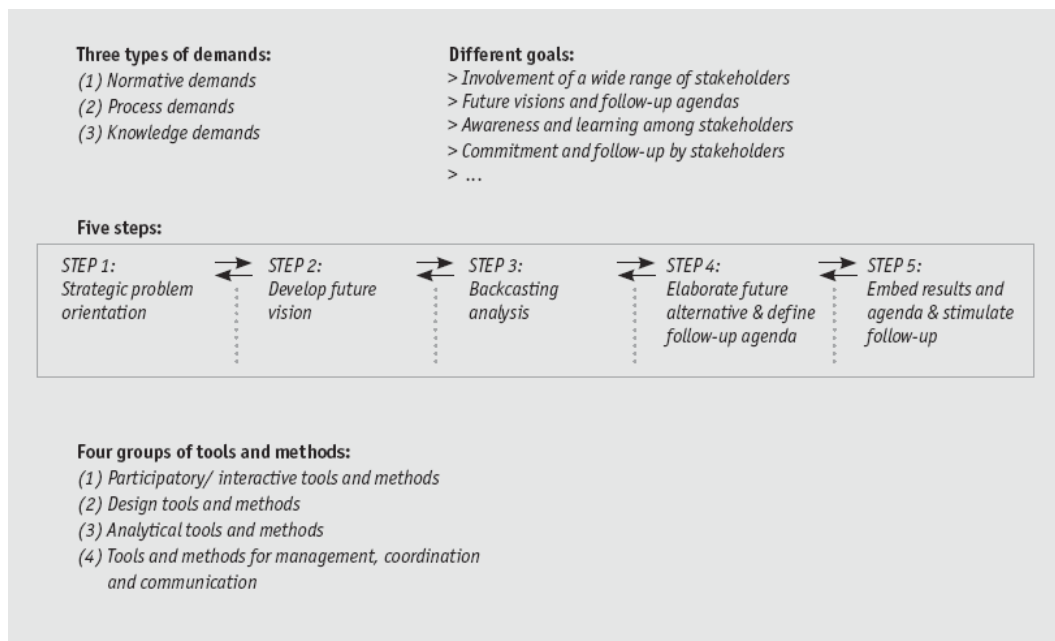 Three types of demands:
(1) Normative demands
(2) Process demands
(3) Knowledge demands
Different goals:
> Involvement of a wide range of stakeholders
> Future visions and follow-up agendas
> Awareness and learning among stakeholders
> Commitment and follow-up by stakeholders
> ...
Five steps:
STEP 1:
Strategic problem
orientation
STEP 2:
Develop future
vision
STEP 3:
Backcasting
analysis
STEP 4:
Elaborate future
alternative & define
follow-up agenda
STEP 5:
Embed results and
agenda & stimulate
follow-up
Four groups of tools and methods:
(1) Participatory/ interactive tools and methods
(2) Design tools and methods
(3) Analytical tools and methods
(4) Tools and methods for management, coordination
and communication